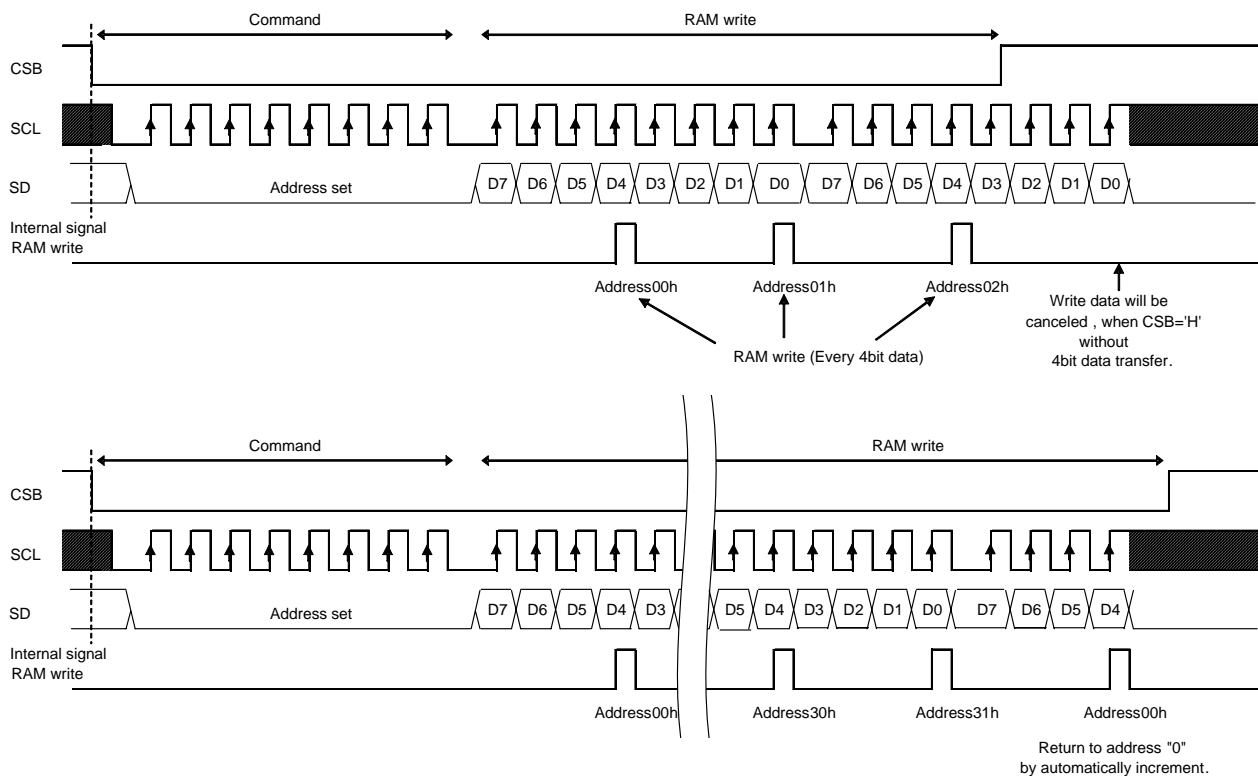 Command RAM write
CSB
SCL
SD Address set D7 D6 D5 D4 D3 D2 D1 D0 D7 D6 D5 D4 D3 D2 D1 D0
Internal signal
RAM write
Address00h Address01h Address02h
RAM write (Every 4bit data)
Write data will be
canceled , when CSB='H'
without
4bit data transfer.
Command RAM write
CSB
SCL
SD Address set D7 D6 D5 D4 D3 D5 D4 D3 D2 D1 D0 D7 D6 D5 D4
Internal signal
RAM write
Address00h Address30h Address31h Address00h
Return to address "0"
by automatically increment.